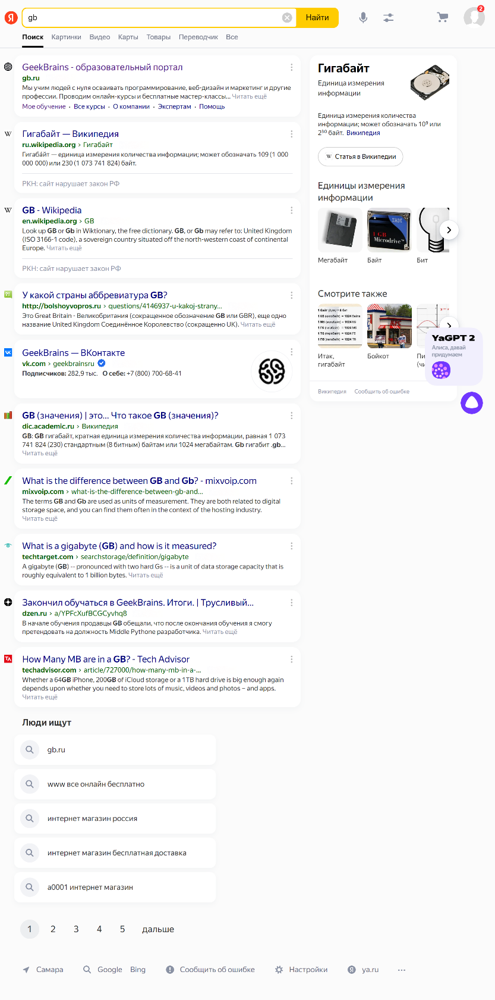 Я
gb
Найти
2
Поиск Картинки Видео Карты Товары Переводчик Все
GeekBrains - образовательный портал
gb.ru
Мы учим людей с нуля осваивать программирование, веб-дизайн и маркетинг и другие
профессии. Проводим онлайн-курсы и бесплатные мастер-классы... Читать ещё
Мое обучение · Все курсы · О компании · Экспертам · Помощь
W
Гигабайт — Википедия
ru.wikipedia.org › Гигабайт
Гигаба́йт — единица измерения количества информации; может обозначать 109 (1 000
000 000) или 230 (1 073 741 824) байт.
РКН: сайт нарушает закон РФ
W
GB - Wikipedia
en.wikipedia.org › GB
Look up GB or Gb in Wiktionary, the free dictionary. GB, or Gb may refer to: United Kingdom
(ISO 3166-1 code), a sovereign country situated off the north-western coast of continental
Europe. Читать ещё
РКН: сайт нарушает закон РФ
?!
У какой страны аббревиатура GB?
http://bolshoyvopros.ru › questions/4146937-u-kakoj-strany...
Это Great Britain - Великобритания (сокращенное обозначение GB или GBR), еще одно
название United Kingdom Соединённое Королевство (сокращенно UK). Читать ещё
GeekBrains — ВКонтакте
vk.com › geekbrainsru
Подписчиков: 282,9 тыс. О себе: +7 (800) 700-68-41
GB (значения) | это... Что такое GB (значения)?
dic.academic.ru › Википедия
GB: GB гигабайт, кратная единица измерения количества информации, равная 1 073
741 824 (230) стандартным (8 битным) байтам или 1024 мегабайтам. Gb гигабит .gb...
Читать ещё
What is the difference between GB and Gb? - mixvoip.com
mixvoip.com › what-is-the-difference-between-gb-and...
The terms GB and Gb are used as units of measurement. They are both related to digital
storage space, and you can find them often in the context of the hosting industry.
Читать ещё
What is a gigabyte (GB) and how is it measured?
techtarget.com › searchstorage/definition/gigabyte
A gigabyte (GB) -- pronounced with two hard Gs -- is a unit of data storage capacity that is
roughly equivalent to 1 billion bytes. Читать ещё
Закончил обучаться в GeekBrains. Итоги. | Трусливый...
dzen.ru › a/YPFcXufBCGCyvhq8
В начале обучения продавцы GB обещали, что после окончания обучения я смогу
претендовать на должность Middle Pythone разработчика. Читать ещё
TA
How Many MB are in a GB? - Tech Advisor
techadvisor.com › article/727000/how-many-mb-in-a-...
Whether a 64GB iPhone, 200GB of iCloud storage or a 1TB hard drive is big enough again
depends upon whether you need to store lots of music, videos and photos – and apps.
Читать ещё
Люди ищут
gb.ru
www все онлайн бесплатно
интернет магазин россия
интернет магазин бесплатная доставка
а0001 интернет магазин
1 2 3 4 5 дальше
Самара Google Bing Сообщить об ошибке Настройки ya.ru ...
Гигабайт
Единица измерения
информации
Единица измерения количества
информации; может обозначать 10⁹ или
2³⁰ байт. Википедия
W Статья в Википедии
Единицы измерения
информации
IBM
1 GB
Microdrive™
Мегабайт Байт Бит
Смотрите также
1 байт = 8 бит
1 Кб (килобайт) = 1024 байта
1 Мб (мегабайт) = 1024 Кб
1 Гб (гигабайт) = 1024 Мб
1 Тб (терабайт) = 1024 Гб
1 Пб (петабайт) = 1024 Тб
Итак,
гигабайт
Бойкот
Пи
(чи
YaGPT 2
Алиса, давай
придумаем
Википедия Сообщить об ошибке